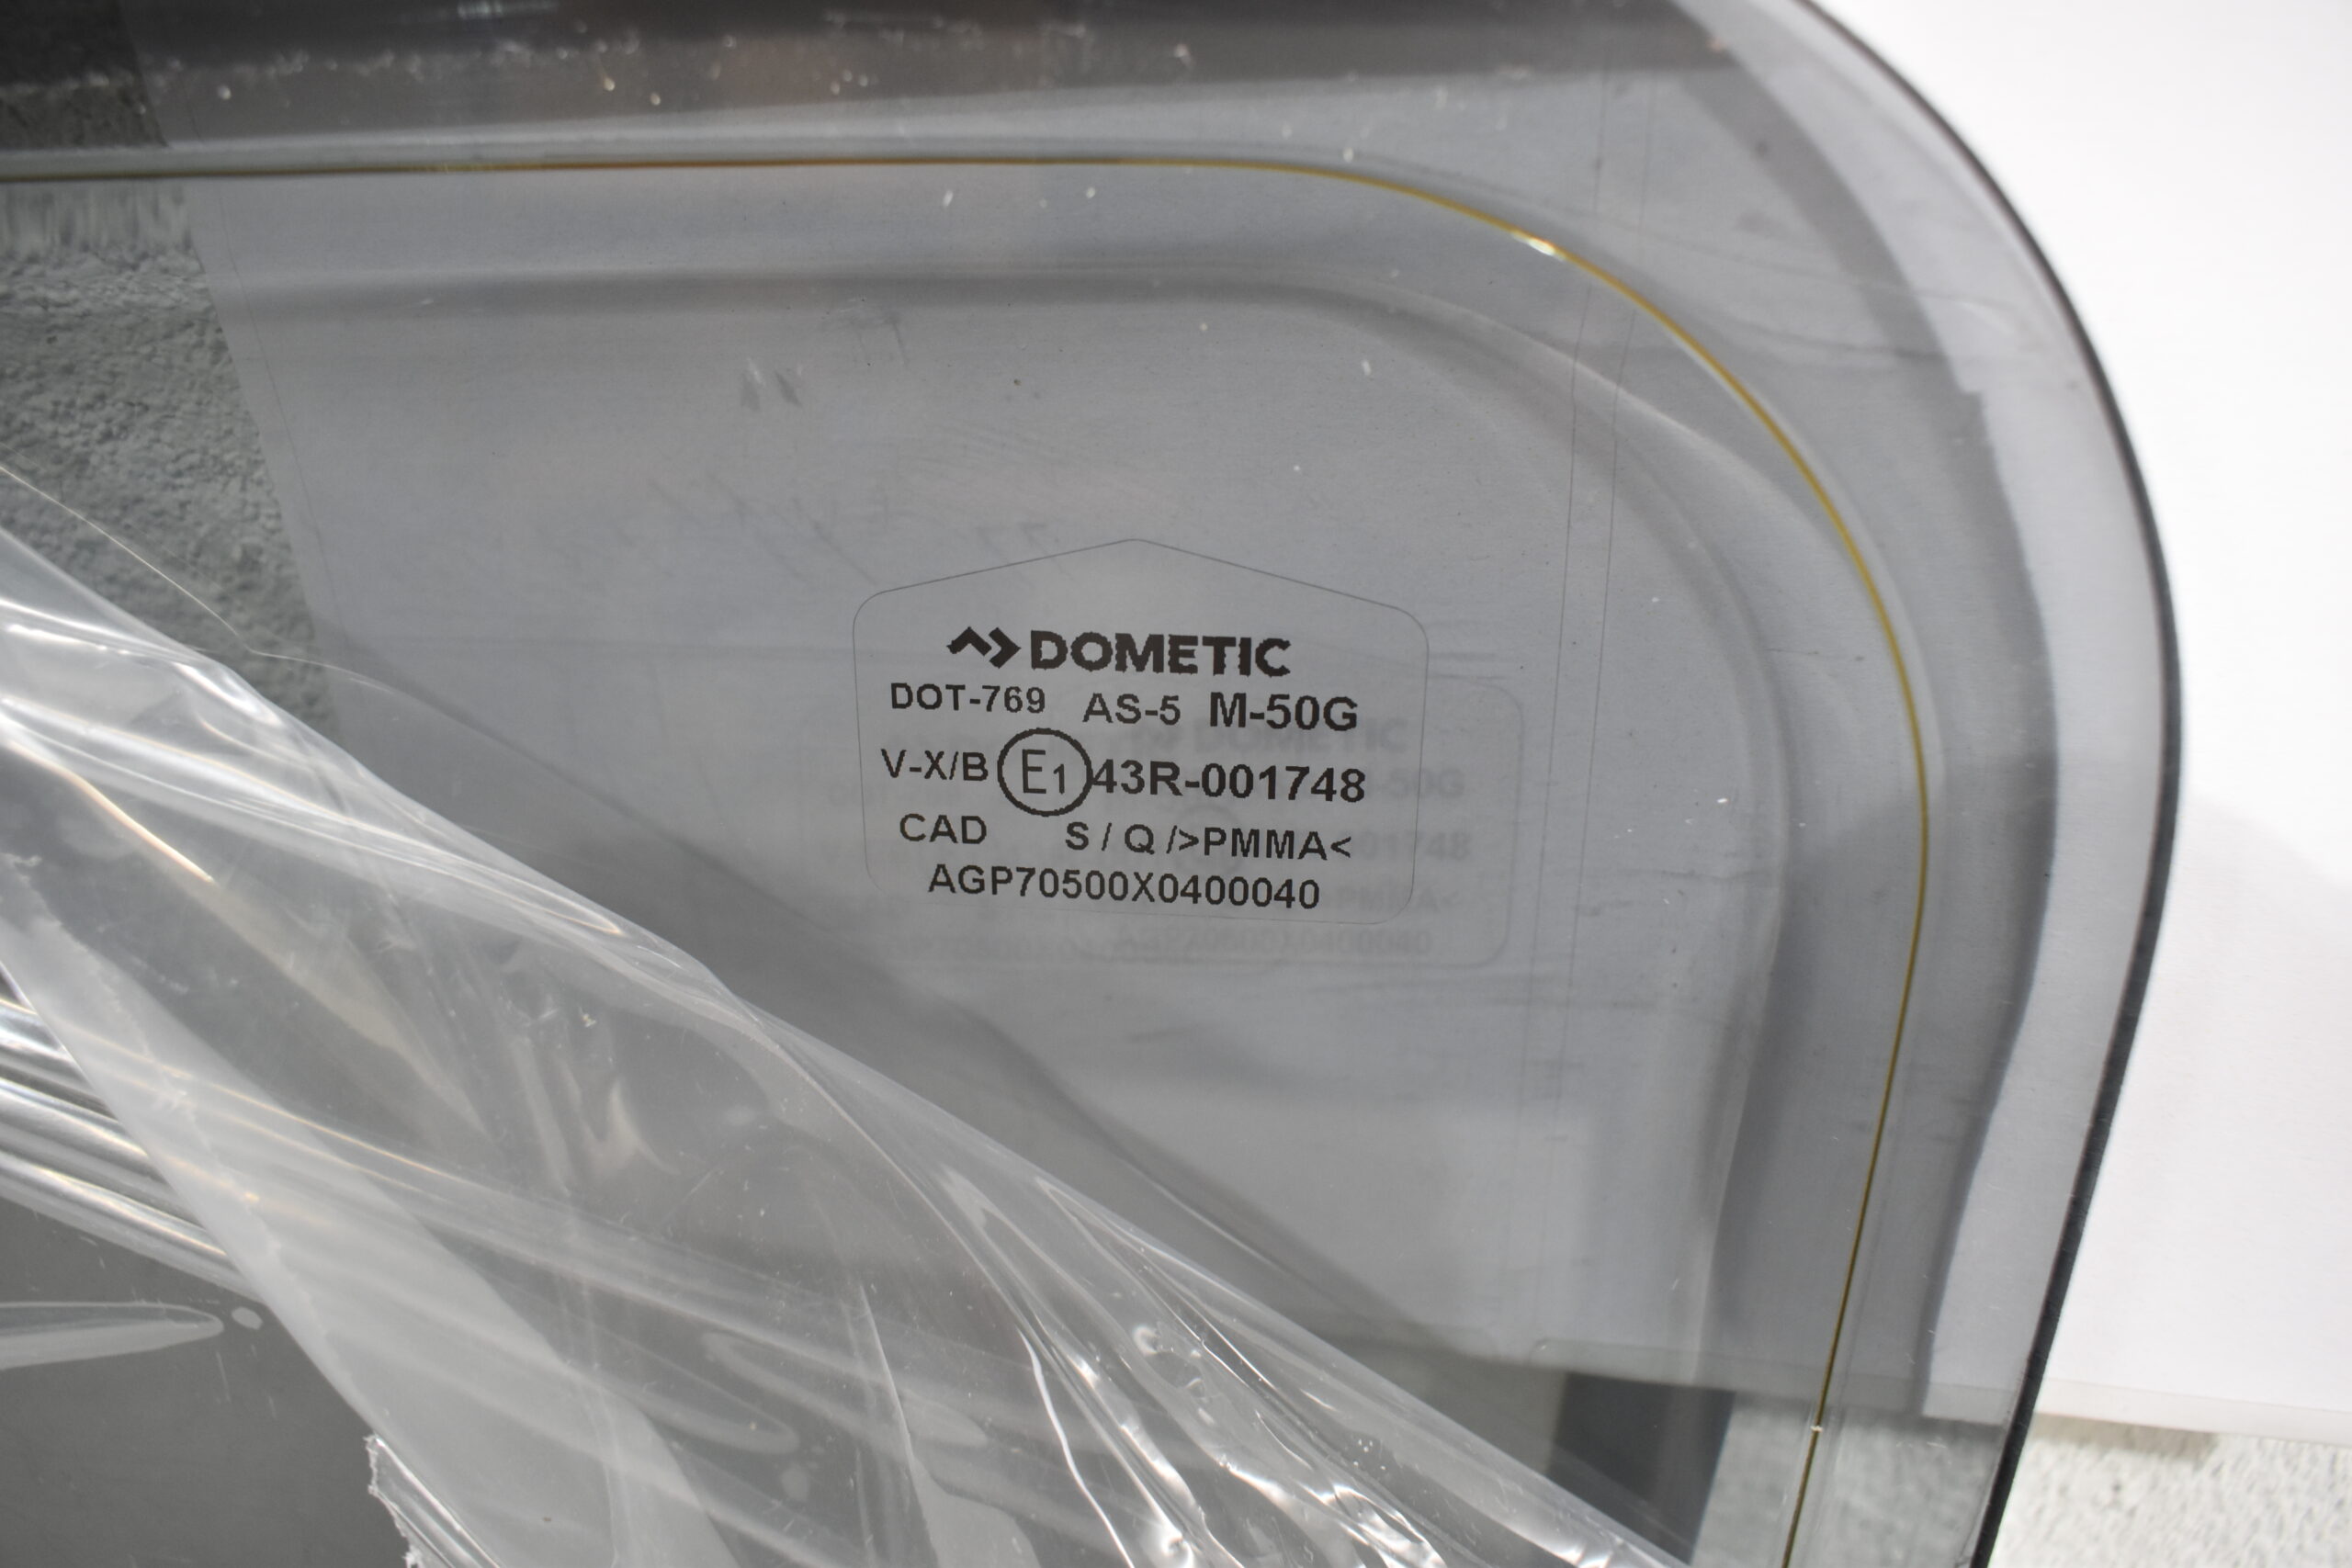 DOMETIC
DOT-769 AS-5 M-50G
V-X/B E1 43R-001748
CAD S / Q />PMMA<
AGP70500X0400040